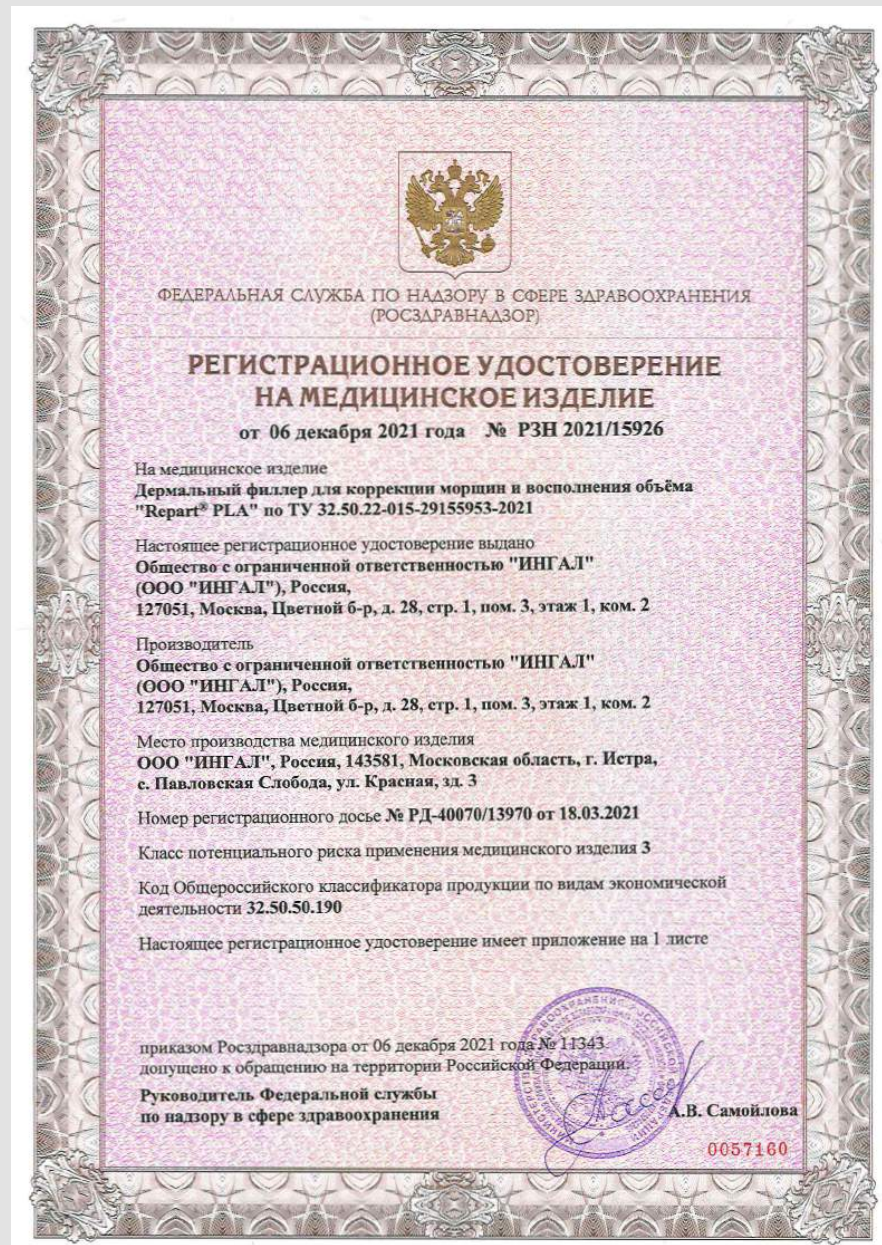 ФЕДЕРАЛЬНАЯ СЛУЖБА ПО НАДЗОРУ В СФЕРЕ ЗДРАВООХРАНЕНИЯ
(РОСЗДРАВНАДЗОР)
РЕГИСТРАЦИОННОЕ УДОСТОВЕРЕНИЕ
НА МЕДИЦИНСКОЕ ИЗДЕЛИЕ
от 06 декабря 2021 года № РЗН 2021/15926
На медицинское изделие
Дермальный филлер для коррекции морщин и восполнения объёма
"Repart® PLA" по ТУ 32.50.22-015-29155953-2021
Настоящее регистрационное удостоверение выдано
Общество с ограниченной ответственностью "ИНГАЛ"
(ООО "ИНГАЛ"), Россия,
127051, Москва, Цветной б-р, д. 28, стр. 1, пом. 3, этаж 1, ком. 2
Производитель
Общество с ограниченной ответственностью "ИНГАЛ"
(ООО "ИНГАЛ"), Россия,
127051, Москва, Цветной б-р, д. 28, стр. 1, пом. 3, этаж 1, ком. 2
Место производства медицинского изделия
ООО "ИНГАЛ", Россия, 143581, Московская область, г. Истра,
с. Павловская Слобода, ул. Красная, зд. 3
Номер регистрационного досье № РД-40070/13970 от 18.03.2021
Класс потенциального риска применения медицинского изделия 3
Код Общероссийского классификатора продукции по видам экономической
деятельности 32.50.50.190
Настоящее регистрационное удостоверение имеет приложение на 1 листе
приказом Росздравнадзора от 06 декабря 2021 года № 11343
допущено к обращению на территории Российской Федерации.
Руководитель Федеральной службы
по надзору в сфере здравоохранения
А.В. Самойлова
0057160